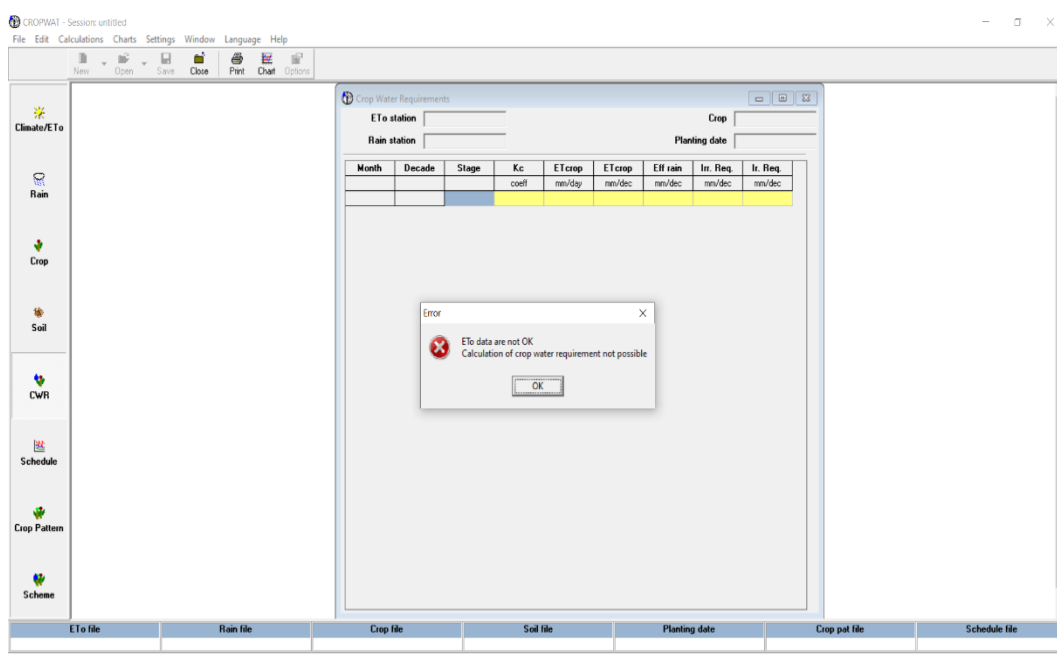 CROPWAT - Session: untitled
File Edit Calculations Charts Settings Window Language Help
New Open Save Close Print Chart Options
Climate/ETo
Rain
Crop
Soil
CWR
Schedule
Crop Pattern
Scheme
Crop Water Requirements
ETo station Crop
Rain station Planting date
Month Decade Stage Kc ETcrop ETcrop Eff rain Irr. Req. Ir. Req.
coeff mm/day mm/dec mm/dec mm/dec mm/dec
Error
ETo data are not OK
Calculation of crop water requirement not possible
OK
ETo file Rain file Crop file Soil file Planting date Crop pat file Schedule file